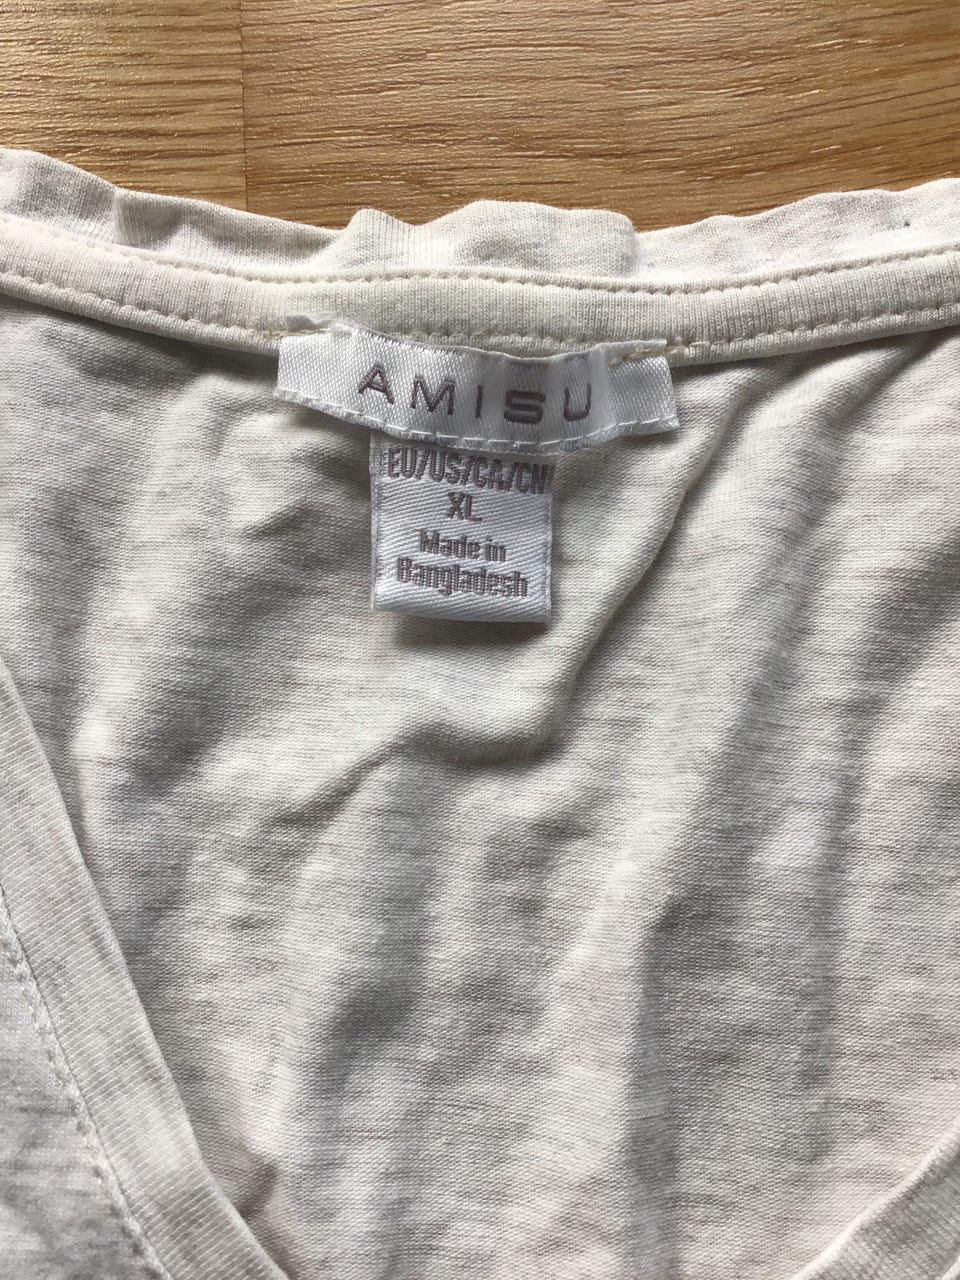 AMISU
EU/US/CA/CN
XL
Made in
Bangladesh